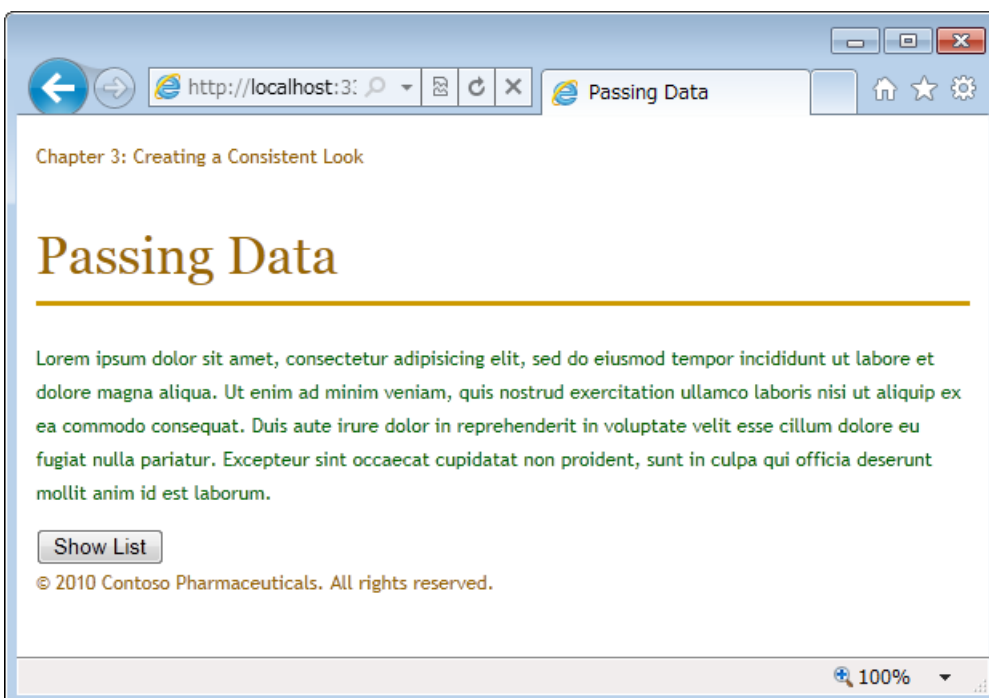 http://localhost:33
Passing Data
Chapter 3: Creating a Consistent Look
Passing Data
Lorem ipsum dolor sit amet, consectetur adipisicing elit, sed do eiusmod tempor incididunt ut labore et
dolore magna aliqua. Ut enim ad minim veniam, quis nostrud exercitation ullamco laboris nisi ut aliquip ex
ea commodo consequat. Duis aute irure dolor in reprehenderit in voluptate velit esse cillum dolore eu
fugiat nulla pariatur. Excepteur sint occaecat cupidatat non proident, sunt in culpa qui officia deserunt
mollit anim id est laborum.
Show List
© 2010 Contoso Pharmaceuticals. All rights reserved.
100%